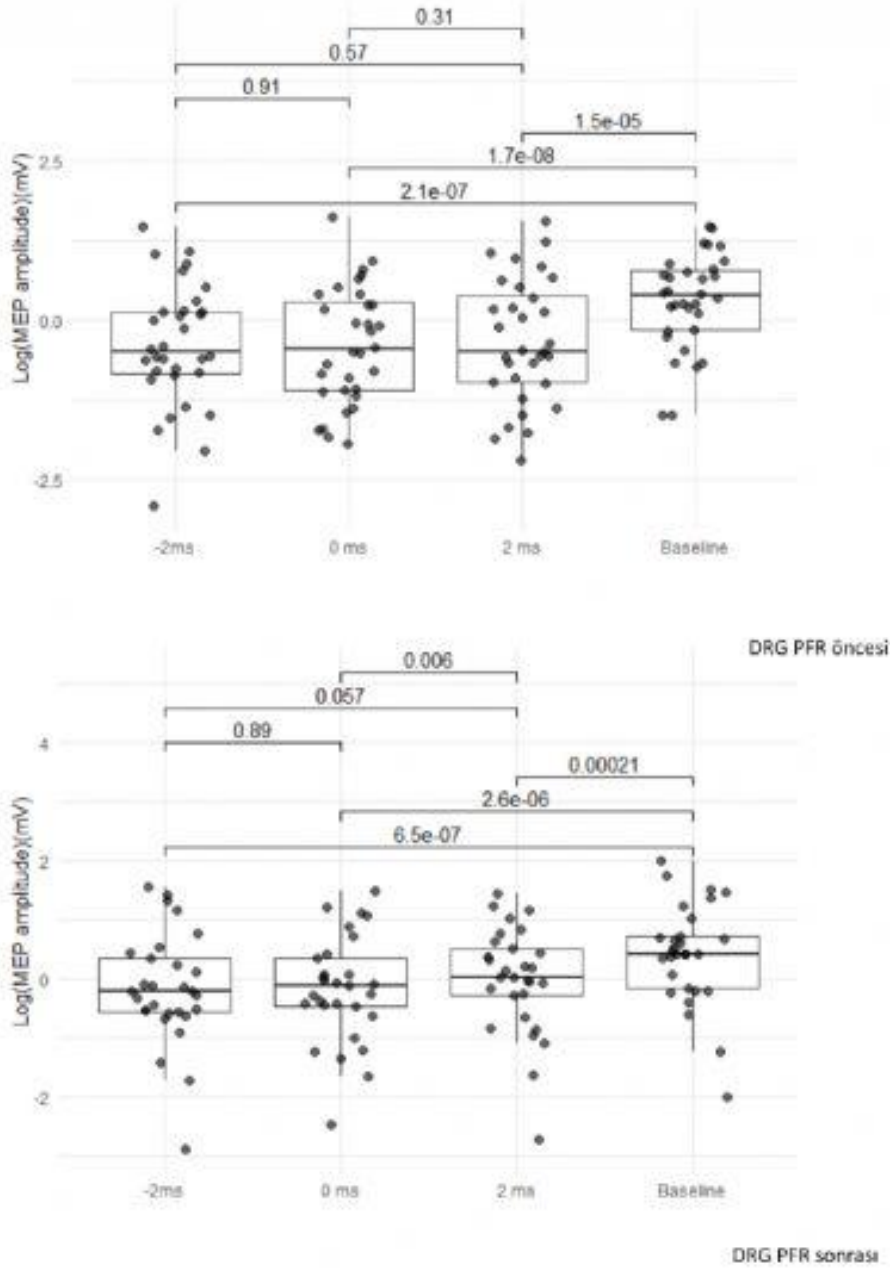 0.31
0.57
0.91
1.5e-05
1.7e-08
2.1e-07
Log(MEP amplitude)(mV)
2.5
0.0
-2.5
-2ms 0 ms 2 ms Baseline
DRG PFR öncesi
0.006
0.057
0.89
0.00021
2.6e-06
6.5e-07
Log(MEP amplitude)(mV)
4
2
0
-2
-2ms 0 ms 2 ms Baseline
DRG PFR sonrası